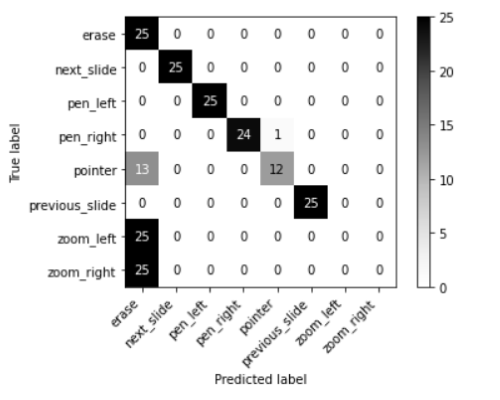 erase 25 0 0 0 0 0 0 0
next_slide 0 25 0 0 0 0 0 0
pen_left 0 0 25 0 0 0 0 0
pen_right 0 0 0 24 1 0 0 0
pointer 13 0 0 0 12 0 0 0
previous_slide 0 0 0 0 0 25 0 0
zoom_left 25 0 0 0 0 0 0 0
zoom_right 25 0 0 0 0 0 0 0
erase next_slide pen_left pen_right pointer previous_slide zoom_left zoom_right
True label
Predicted label
25
20
15
10
5
0